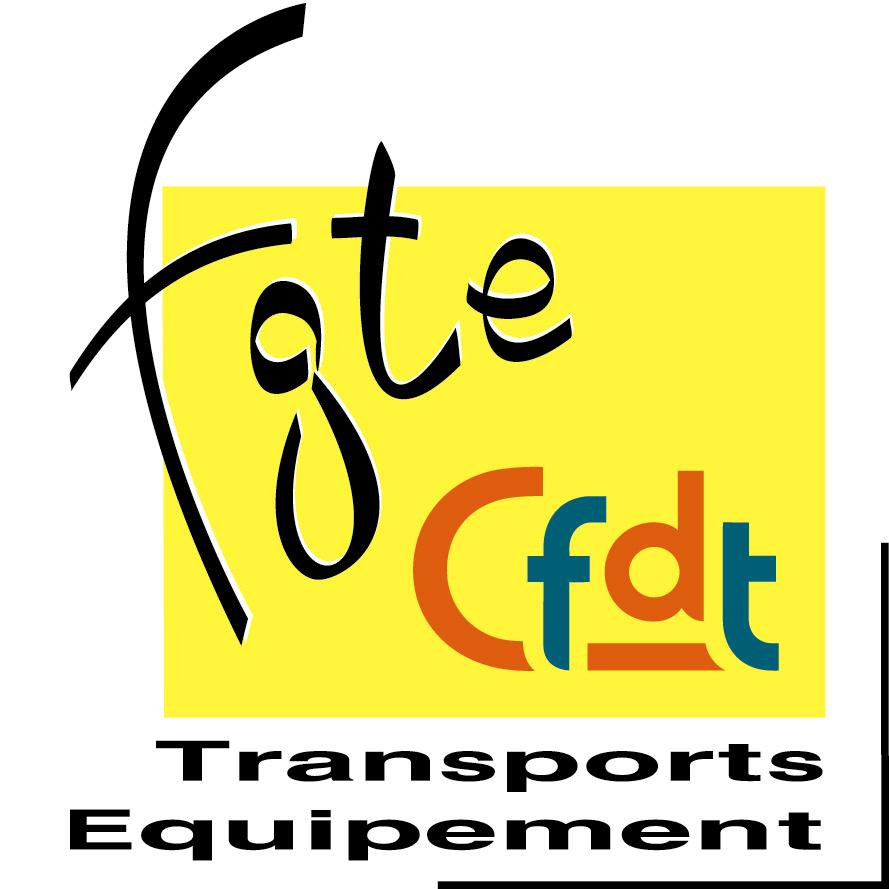 fgte
Cfdt
Transports
Equipement